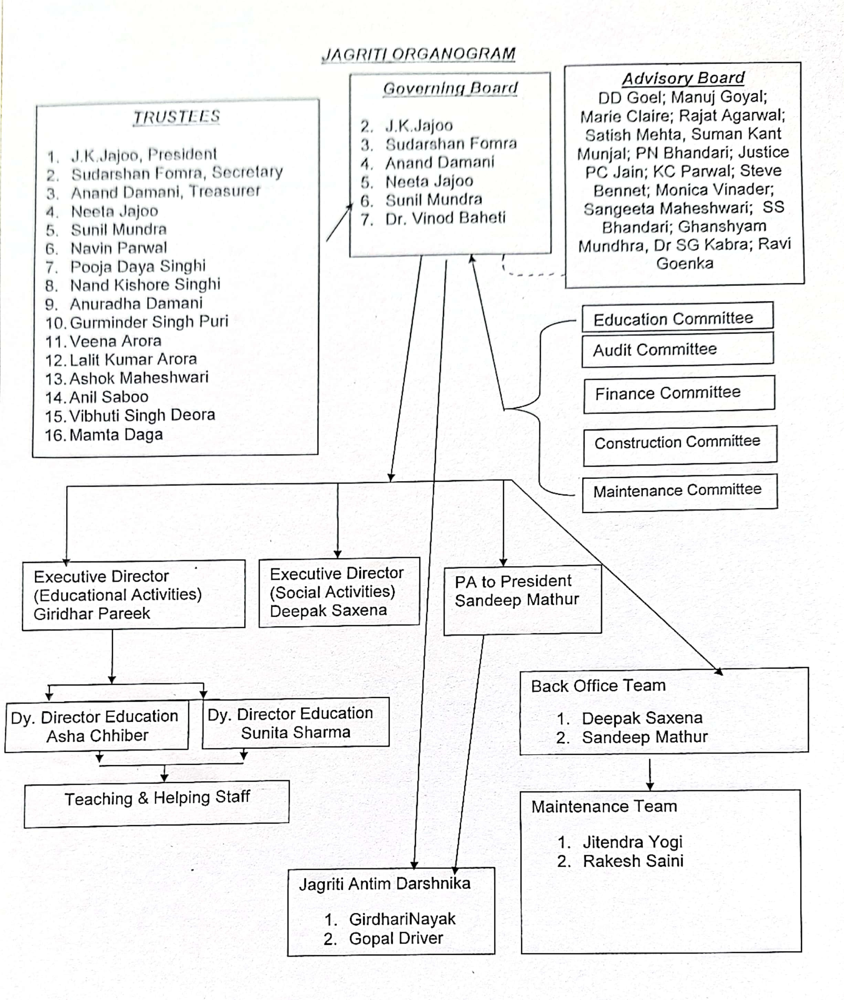 JAGRITI ORGANOGRAM
TRUSTEES
1. J.K.Jajoo, President
2. Sudarshan Fomra, Secretary
3. Anand Damani, Treasurer
4. Neeta Jajoo
5. Sunil Mundra
6. Navin Parwal
7. Pooja Daya Singhi
8. Nand Kishore Singhi
9. Anuradha Damani
10. Gurminder Singh Puri
11. Veena Arora
12. Lalit Kumar Arora
13. Ashok Maheshwari
14. Anil Saboo
15. Vibhuti Singh Deora
16. Mamta Daga
Governing Board
2. J.K.Jajoo
3. Sudarshan Fomra
4. Anand Damani
5. Neeta Jajoo
6. Sunil Mundra
7. Dr. Vinod Baheti
Advisory Board
DD Goel; Manuj Goyal;
Marie Claire; Rajat Agarwal;
Satish Mehta, Suman Kant
Munjal; PN Bhandari; Justice
PC Jain; KC Parwal; Steve
Bennet; Monica Vinader;
Sangeeta Maheshwari; SS
Bhandari; Ghanshyam
Mundhra, Dr SG Kabra; Ravi
Goenka
Education Committee
Audit Committee
Finance Committee
Construction Committee
Maintenance Committee
Executive Director
(Educational Activities)
Giridhar Pareek
Executive Director
(Social Activities)
Deepak Saxena
PA to President
Sandeep Mathur
Dy. Director Education
Asha Chhiber
Dy. Director Education
Sunita Sharma
Teaching & Helping Staff
Back Office Team
1. Deepak Saxena
2. Sandeep Mathur
Maintenance Team
1. Jitendra Yogi
2. Rakesh Saini
Jagriti Antim Darshnika
1. GirdhariNayak
2. Gopal Driver